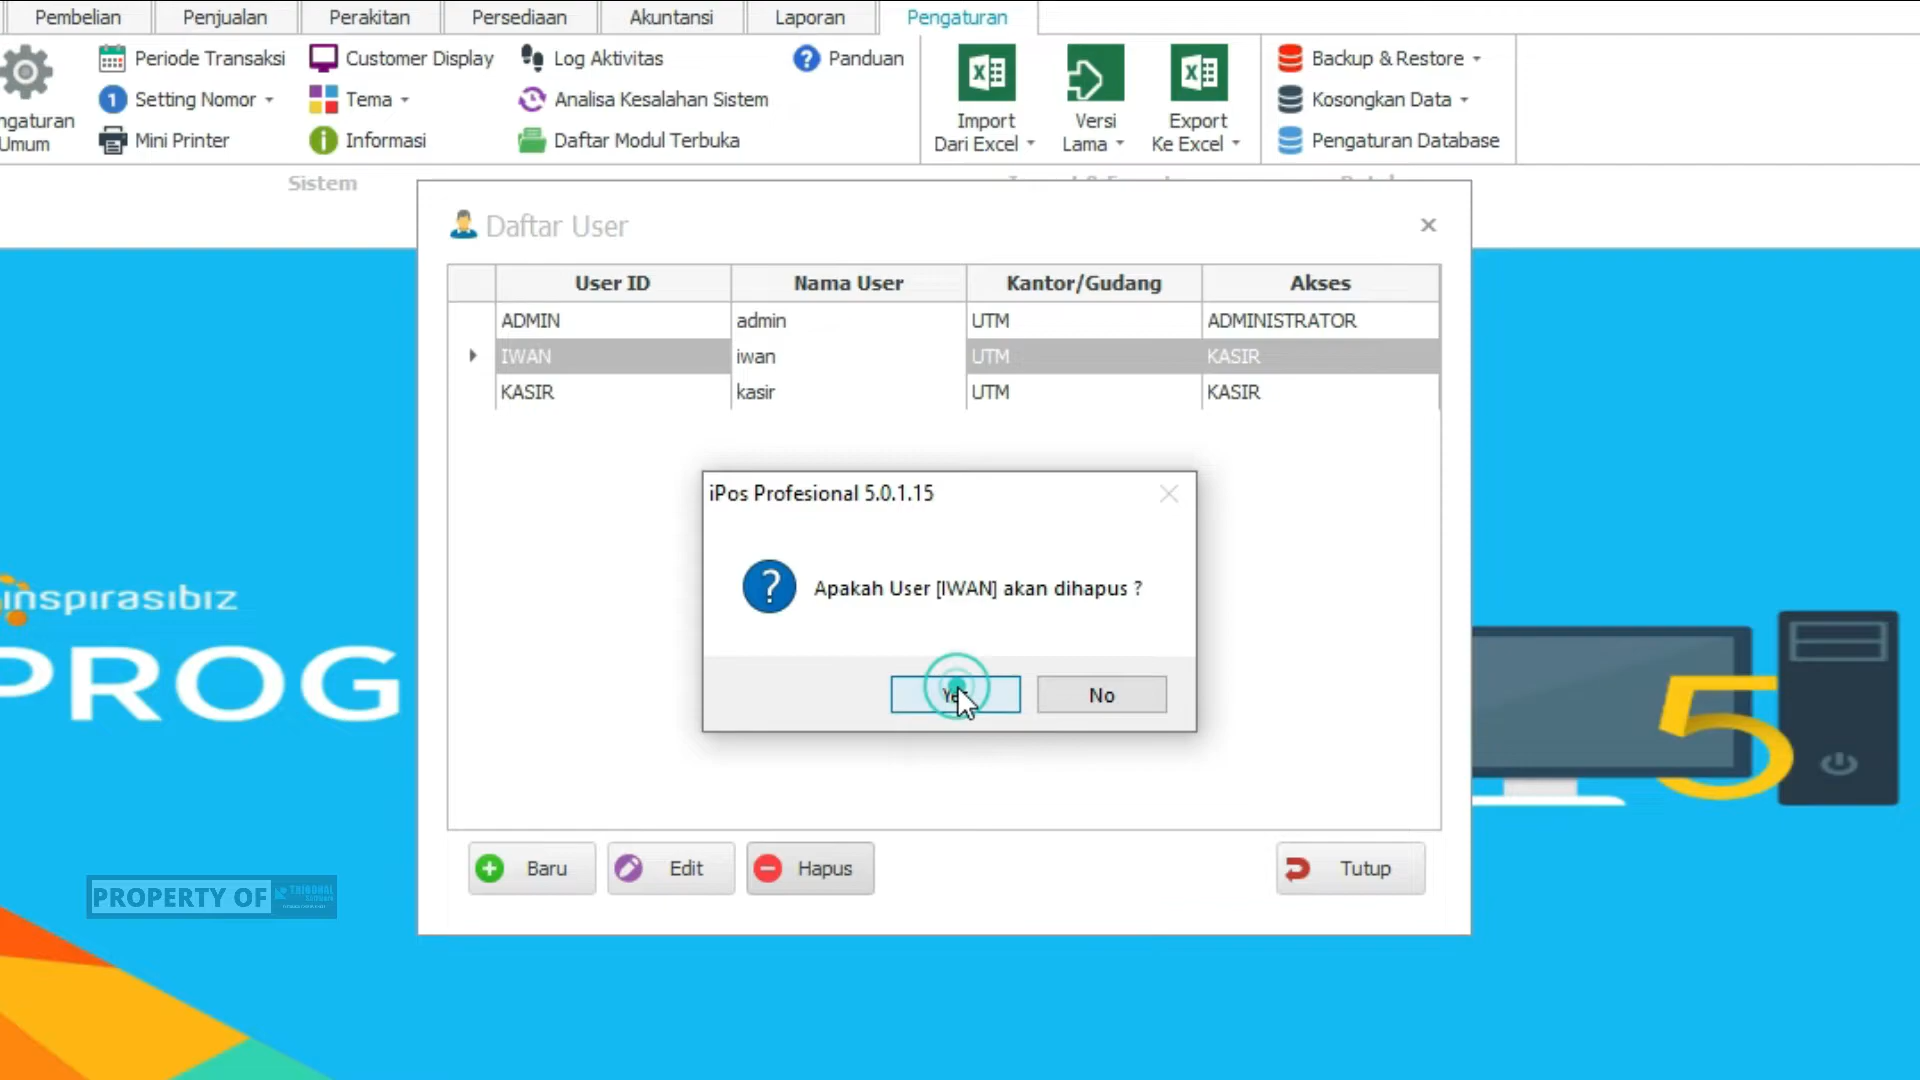 Pembelian Penjualan Perakitan Persediaan Akuntansi Laporan Pengaturan
Periode Transaksi Customer Display Log Aktivitas Panduan
Setting Nomor Tema Analisa Kesalahan Sistem
Mini Printer Informasi Daftar Modul Terbuka
ngaturan
Umum
Import
Dari Excel
Versi
Lama
Export
Ke Excel
Backup & Restore
Kosongkan Data
Pengaturan Database
Sistem
Daftar User
User ID Nama User Kantor/Gudang Akses
ADMIN admin UTM ADMINISTRATOR
IWAN iwan UTM KASIR
KASIR kasir UTM KASIR
iPos Profesional 5.0.1.15
Apakah User [IWAN] akan dihapus ?
Yes No
Baru Edit Hapus Tutup
inspirasibiz
PROG
5
PROPERTY OF